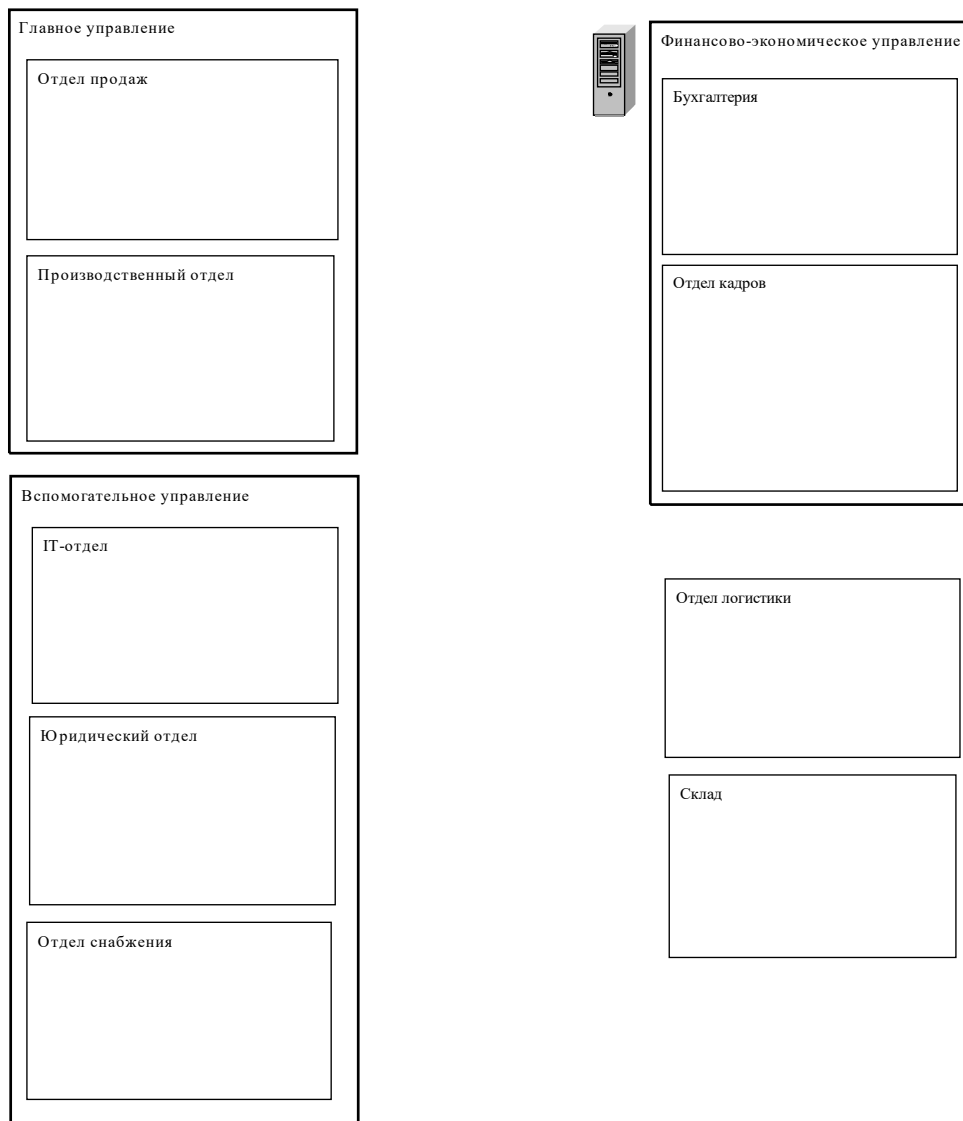 Главное управление
Отдел продаж
Производственный отдел
Вспомогательное управление
IT-отдел
Юридический отдел
Отдел снабжения
Финансово-экономическое управление
Бухгалтерия
Отдел кадров
Отдел логистики
Склад